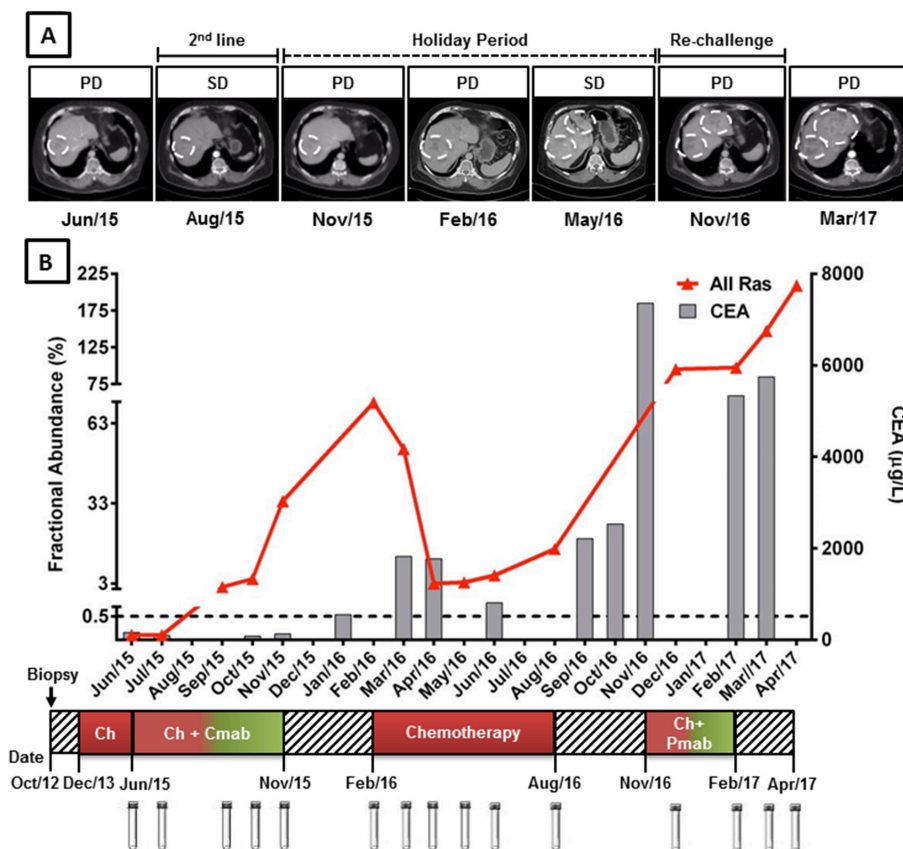 A
2nd line
Holiday Period
Re-challenge
PD SD PD PD SD PD PD
Jun/15 Aug/15 Nov/15 Feb/16 May/16 Nov/16 Mar/17
B
225
175
125
75
63
33
3
0.5
Fractional Abundance (%)
All Ras
CEA
8000
6000
4000
2000
0
CEA (µg/L)
Jun/15 Jul/15 Aug/15 Sep/15 Oct/15 Nov/15 Dec/15 Jan/16 Feb/16 Mar/16 Apr/16 May/16 Jun/16 Jul/16 Aug/16 Sep/16 Oct/16 Nov/16 Dec/16 Jan/17 Feb/17 Mar/17 Apr/17
Biopsy
Ch
Ch + Cmab
Chemotherapy
Ch+
Pmab
Date
Oct/12 Dec/13 Jun/15 Nov/15 Feb/16 Aug/16 Nov/16 Feb/17 Apr/17